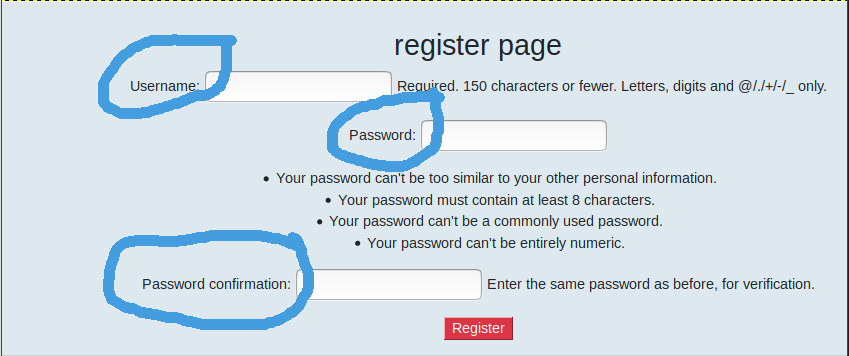 register page
Username: Required. 150 characters or fewer. Letters, digits and @/./+/-/_ only.
Password:
• Your password can't be too similar to your other personal information.
• Your password must contain at least 8 characters.
• Your password can't be a commonly used password.
• Your password can't be entirely numeric.
Password confirmation: Enter the same password as before, for verification.
Register